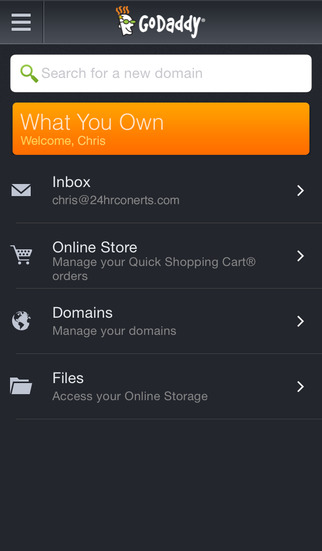 GoDaddy®
Search for a new domain
What You Own
Welcome, Chris
Inbox
chris@24hrconerts.com
Online Store
Manage your Quick Shopping Cart®
orders
Domains
Manage your domains
Files
Access your Online Storage